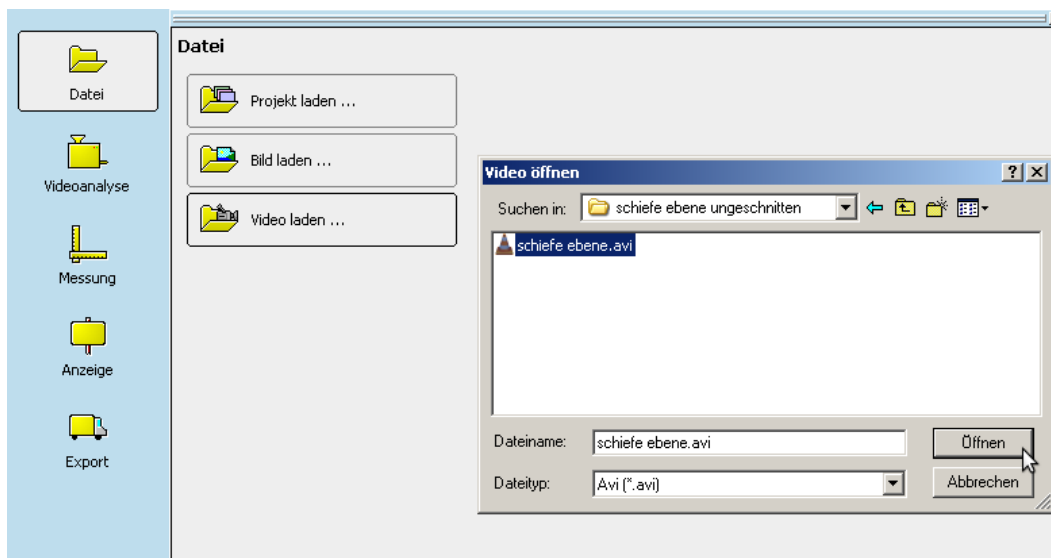 Datei
Videoanalyse
Messung
Anzeige
Export
Datei
Projekt laden ...
Bild laden ...
Video laden ...
Video öffnen
Suchen in: schiefe ebene ungeschnitten
schiefe ebene.avi
Dateiname: schiefe ebene.avi Öffnen
Dateityp: Avi (*.avi) Abbrechen